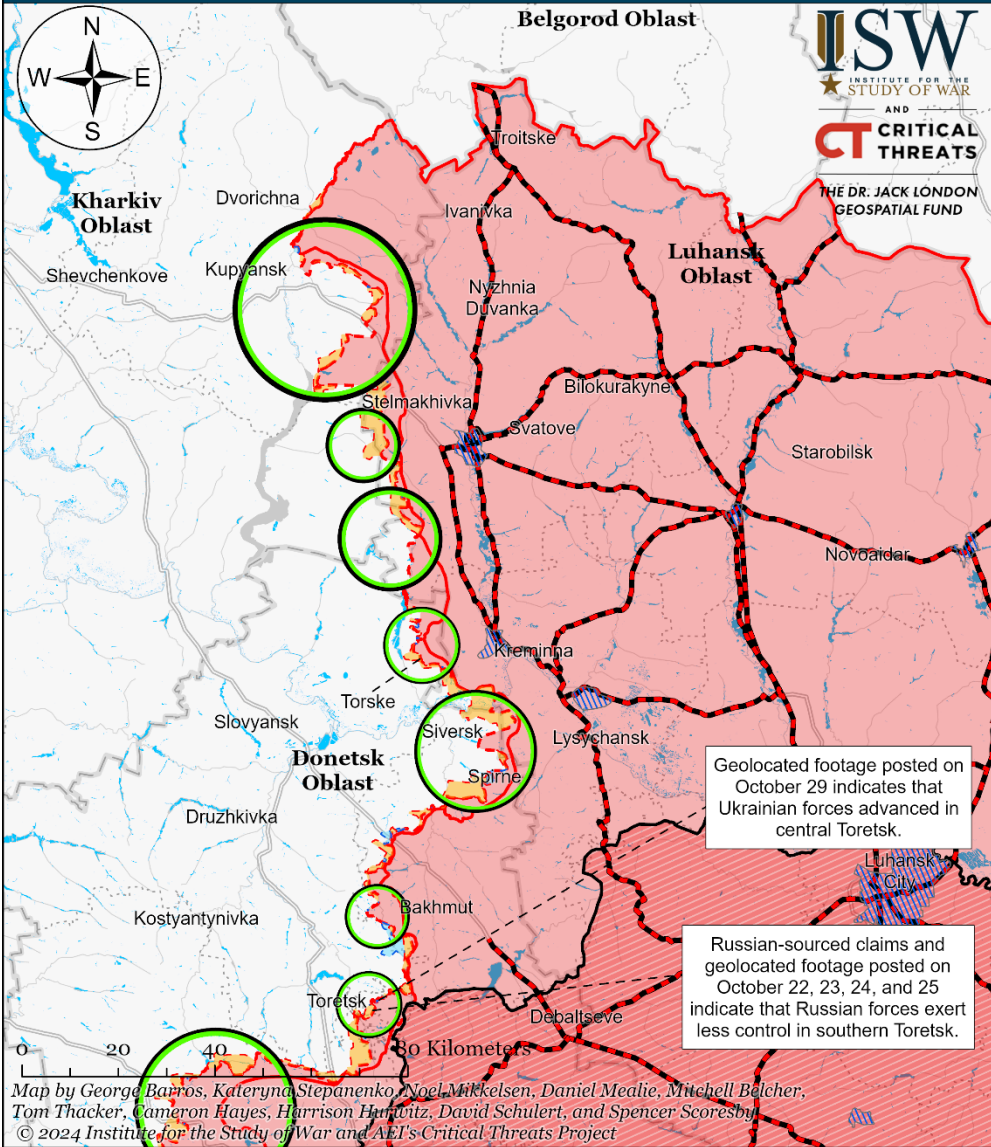 Belgorod Oblast
N
W
E
S
ISW
INSTITUTE FOR THE
STUDY OF WAR
AND
CT CRITICAL
THREATS
THE DR. JACK LONDON
GEOSPATIAL FUND
Troitske
Dvorichna
Kharkiv
Oblast
Ivanivka
Luhansk
Oblast
Kupyansk
Shevchenkove
Nyzhnia
Duvanka
Bilokurakyne
Stelmakhivka
Svatove
Starobilsk
Novoaidar
Kreminna
Torske
Slovyansk
Siversk
Lysychansk
Donetsk
Oblast
Spirne
Geolocated footage posted on
October 29 indicates that
Ukrainian forces advanced in
central Toretsk.
Druzhkivka
Luhansk
City
Bakhmut
Kostyantynivka
Russian-sourced claims and
geolocated footage posted on
October 22, 23, 24, and 25
indicate that Russian forces exert
less control in southern Toretsk.
Toretsk
Debaltseve
0 20 40 80 Kilometers
Map by George Barros, Kateryna Stepanenko, Noel Mikkelsen, Daniel Mealie, Mitchell Belcher,
Tom Thacker, Cameron Hayes, Harrison Hurwitz, David Schulert, and Spencer Scoresby
© 2024 Institute for the Study of War and AEI's Critical Threats Project